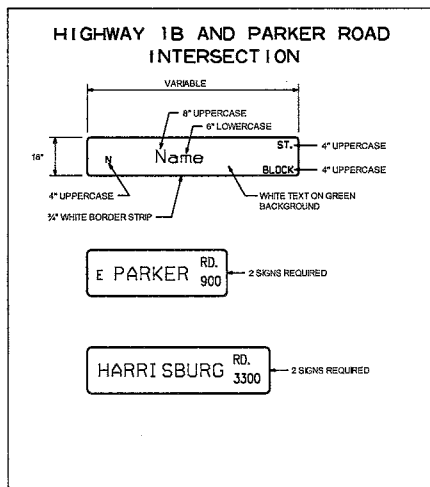 HIGHWAY 1B AND PARKER ROAD
INTERSECTION
VARIABLE
8" UPPERCASE
6" LOWERCASE
16"
N
Name
ST.
4" UPPERCASE
BLOCK
4" UPPERCASE
4" UPPERCASE
WHITE TEXT ON GREEN
BACKGROUND
¾" WHITE BORDER STRIP
E PARKER RD.
900
2 SIGNS REQUIRED
HARRISBURG RD.
3300
2 SIGNS REQUIRED